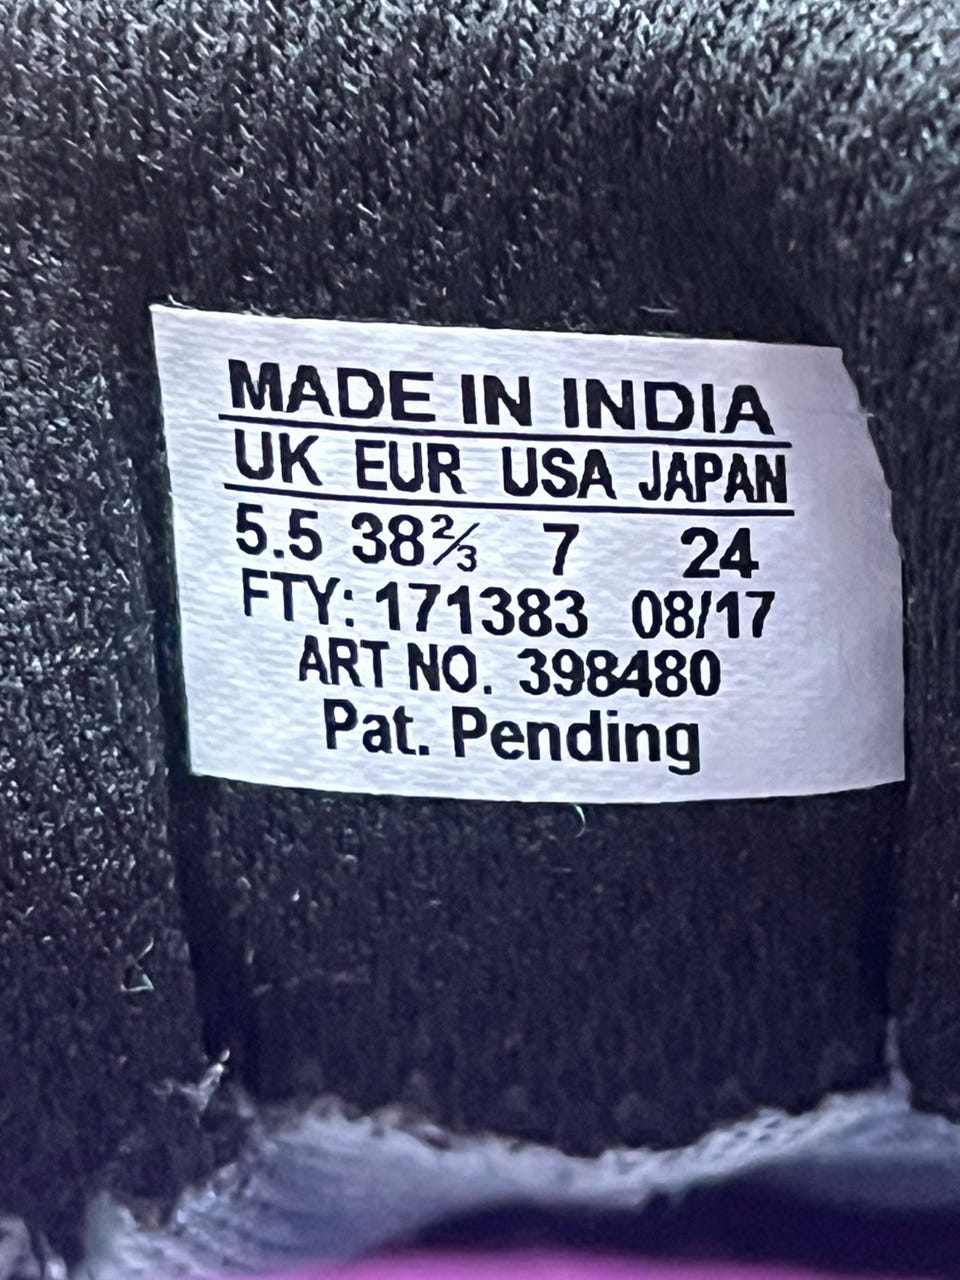 MADE IN INDIA
UK EUR USA JAPAN
5.5 38⅔ 7 24
FTY: 171383 08/17
ART NO. 398480
Pat. Pending